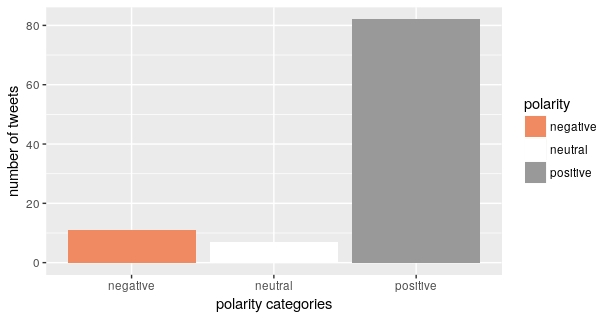 number of tweets
80
60
40
20
0
negative
neutral
positive
polarity categories
polarity
negative
neutral
positive